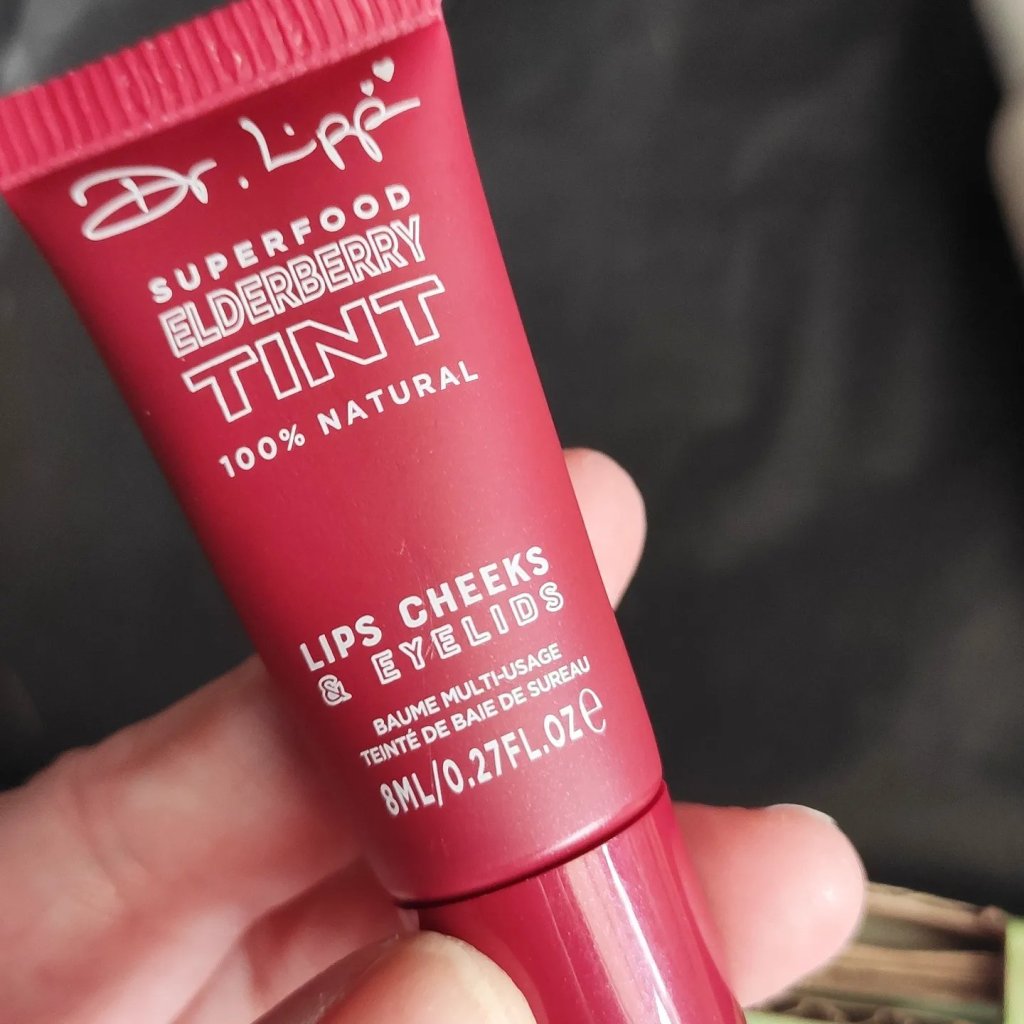 Dr. Lipp
SUPERFOOD
ELDERBERRY
TINT
100% NATURAL
LIPS CHEEKS
& EYELIDS
BAUME MULTI-USAGE
TEINTÉ DE BAIE DE SUREAU
8ML/0.27FL.OZ℮